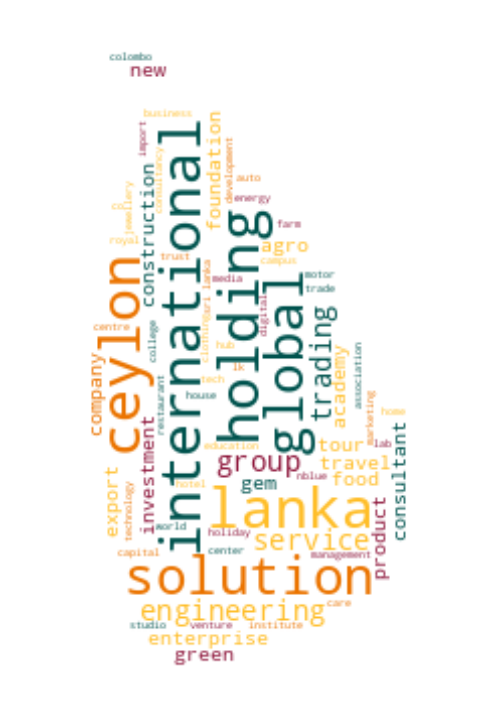 colombo
new
business
import
international
foundation
development
consultancy
construction
jewellery
co
auto
energy
holding
farm
royal
agro
trust
campus
ceylon
sri lanka
media
motor
global
trade
digital
centre
trading
college
clothing
hub
academy
association
company
lk
tech
restaurant
house
marketing
home
investment
education
tour
lab
consultant
group
travel
export
gem
nblue
food
hotel
technology
lanka
product
world
holiday
service
capital
center
management
solution
engineering
care
studio
venture
institute
enterprise
green